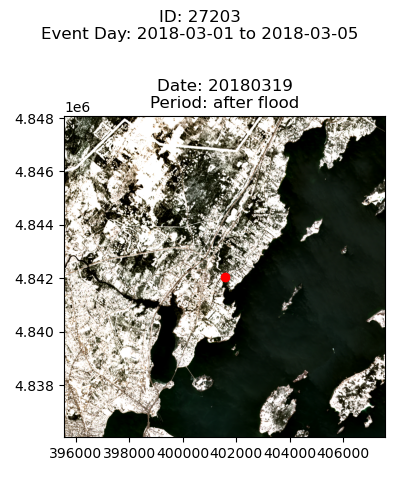 ID: 27203
Event Day: 2018-03-01 to 2018-03-05
Date: 20180319
Period: after flood
1e6
4.848
4.846
4.844
4.842
4.840
4.838
396000 398000 400000 402000 404000 406000